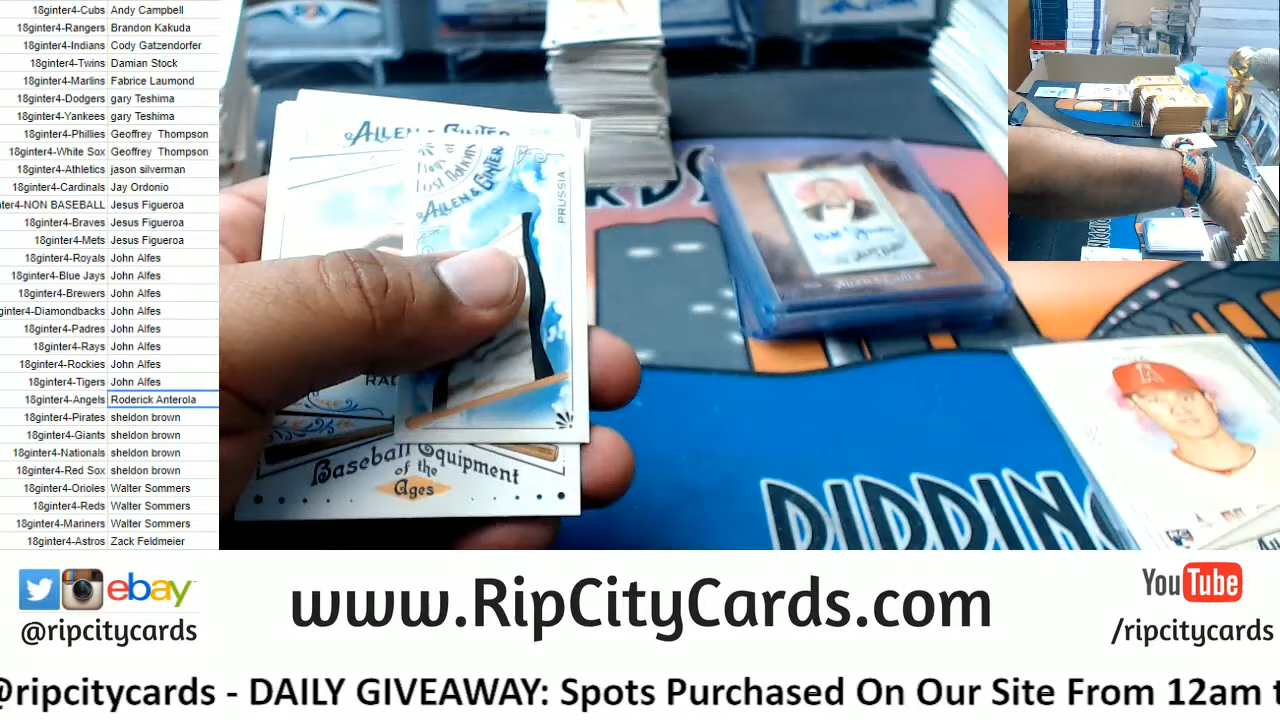 18ginter4-Cubs Andy Campbell
18ginter4-Rangers Brandon Kakuda
18ginter4-Indians Cody Gatzendorfer
18ginter4-Twins Damian Stock
18ginter4-Marlins Fabrice Laumond
18ginter4-Dodgers gary Teshima
18ginter4-Yankees gary Teshima
18ginter4-Phillies Geoffrey Thompson
18ginter4-White Sox Geoffrey Thompson
18ginter4-Athletics jason silverman
18ginter4-Cardinals Jay Ordonio
nter4-NON BASEBALL Jesus Figueroa
18ginter4-Braves Jesus Figueroa
18ginter4-Mets Jesus Figueroa
18ginter4-Royals John Alfes
18ginter4-Blue Jays John Alfes
18ginter4-Brewers John Alfes
ginter4-Diamondbacks John Alfes
18ginter4-Padres John Alfes
18ginter4-Rays John Alfes
18ginter4-Rockies John Alfes
18ginter4-Tigers John Alfes
18ginter4-Angels Roderick Anterola
18ginter4-Pirates sheldon brown
18ginter4-Giants sheldon brown
18ginter4-Nationals sheldon brown
18ginter4-Red Sox sheldon brown
18ginter4-Orioles Walter Sommers
18ginter4-Reds Walter Sommers
18ginter4-Mariners Walter Sommers
18ginter4-Astros Zack Feldmeier
ALLEN & GINTER
Lost Nations
ALLEN & GINTER
PRUSSIA
Baseball Equipment
of the
Ages
RDS
RIPPING
ebay
@ripcitycards
www.RipCityCards.com
YouTube
/ripcitycards
@ripcitycards - DAILY GIVEAWAY: Spots Purchased On Our Site From 12am t